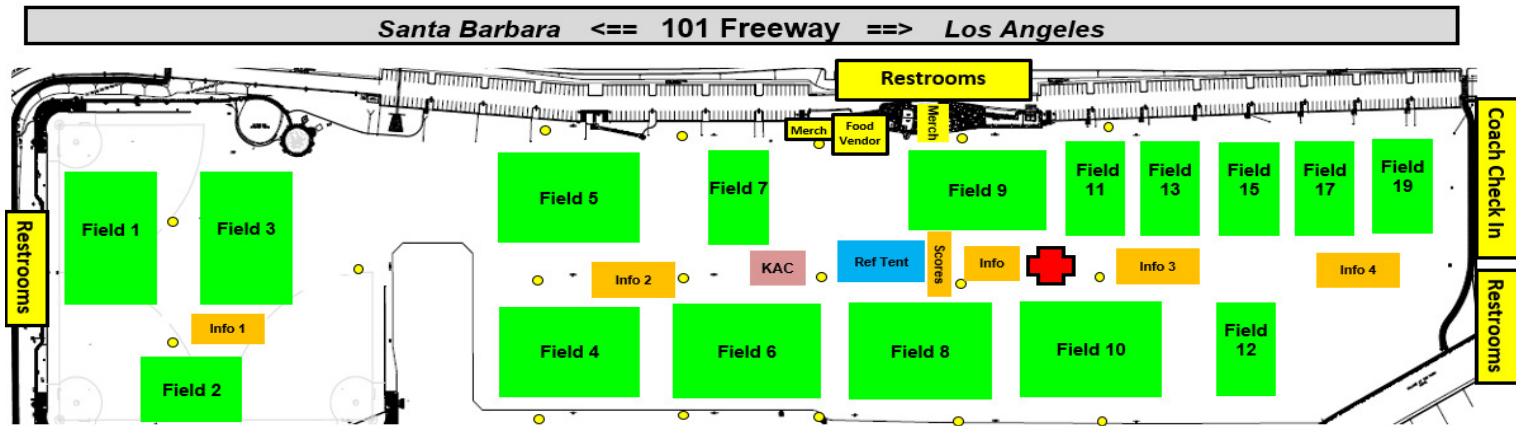 Santa Barbara <== 101 Freeway ==> Los Angeles
Restrooms
Merch
Food
Vendor
Merch
Coach Check In
Field 5
Field 7
Field 9
Field
11
Field
13
Field
15
Field
17
Field
19
Field 1
Field 3
Restrooms
KAC
Ref Tent
Scores
Info
Info 2
Info 3
Info 4
Restrooms
Info 1
Field 4
Field 6
Field 8
Field 10
Field
12
Field 2